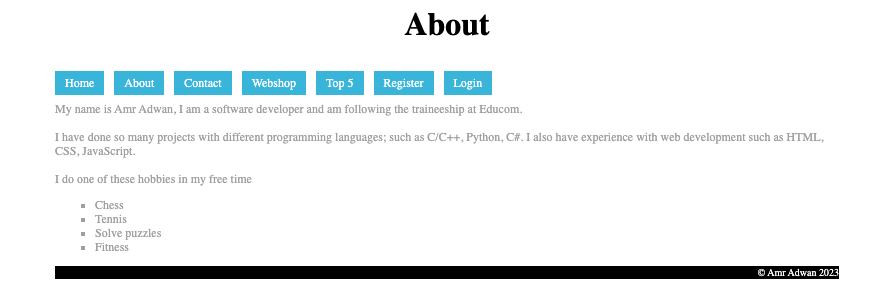 About
Home About Contact Webshop Top 5 Register Login
My name is Amr Adwan, I am a software developer and am following the traineeship at Educom.
I have done so many projects with different programming languages; such as C/C++, Python, C#. I also have experience with web development such as HTML,
CSS, JavaScript.
I do one of these hobbies in my free time
Chess
Tennis
Solve puzzles
Fitness
© Amr Adwan 2023